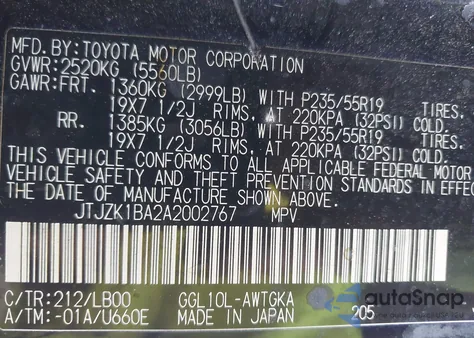 MFD.BY:TOYOTA MOTOR CORPORATION
GVWR:2520KG (5560LB)
GAWR:FRT. 1360KG (2999LB) WITH P235/55R19 TIRES.
19X7 1/2J RIMS, AT 220KPA (32PSI) COLD.
RR. 1385KG (3056LB) WITH P235/55R19 TIRES.
19X7 1/2J RIMS, AT 220KPA (32PSI) COLD.
THIS VEHICLE CONFORMS TO ALL APPLICABLE FEDERAL MOTOR
VEHICLE SAFETY AND THEFT PREVENTION STANDARDS IN EFFE
THE DATE OF MANUFACTURE SHOWN ABOVE.
JTJZK1BA2A2002767 MPV
C/TR:212/LB00 GGL10L-AWTGKA
A/TM:-01A/U660E MADE IN JAPAN 205
autoSnap